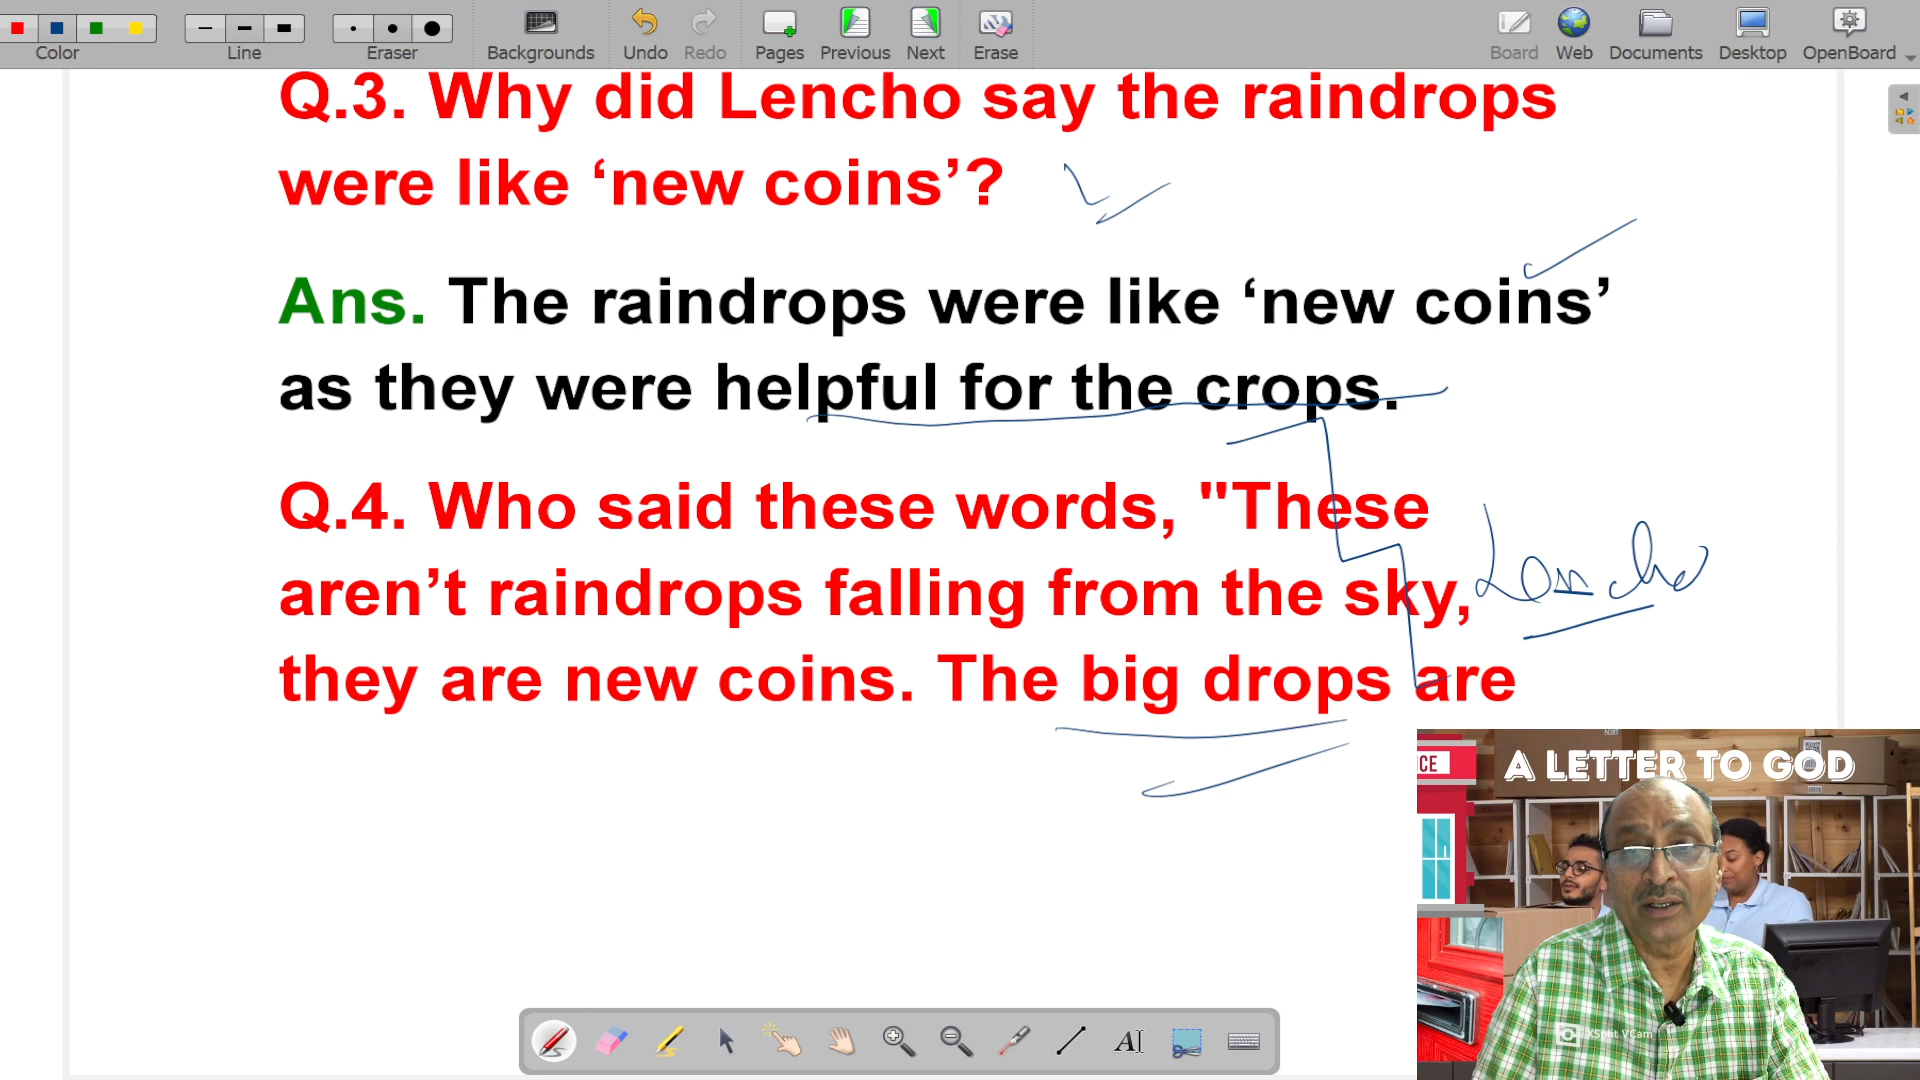 Color
Line
Eraser
Backgrounds
Undo
Redo
Pages
Previous
Next
Erase
Board
Web
Documents
Desktop
OpenBoard
Q.3. Why did Lencho say the raindrops
were like ‘new coins’?
Ans. The raindrops were like ‘new coins’
as they were helpful for the crops.
Q.4. Who said these words, "These
aren’t raindrops falling from the sky,
Lencho
they are new coins. The big drops are
CE
A LETTER TO GOD
XSplit VCam